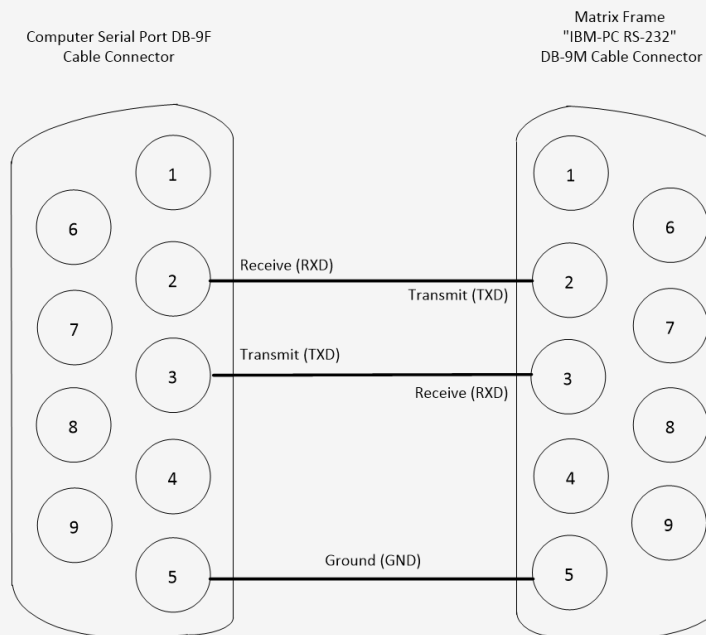 Computer Serial Port DB-9F
Cable Connector
Matrix Frame
"IBM-PC RS-232"
DB-9M Cable Connector
1
6
2
7
3
8
4
9
5
Receive (RXD)
Transmit (TXD)
Transmit (TXD)
Receive (RXD)
Ground (GND)
1
6
2
7
3
8
4
9
5